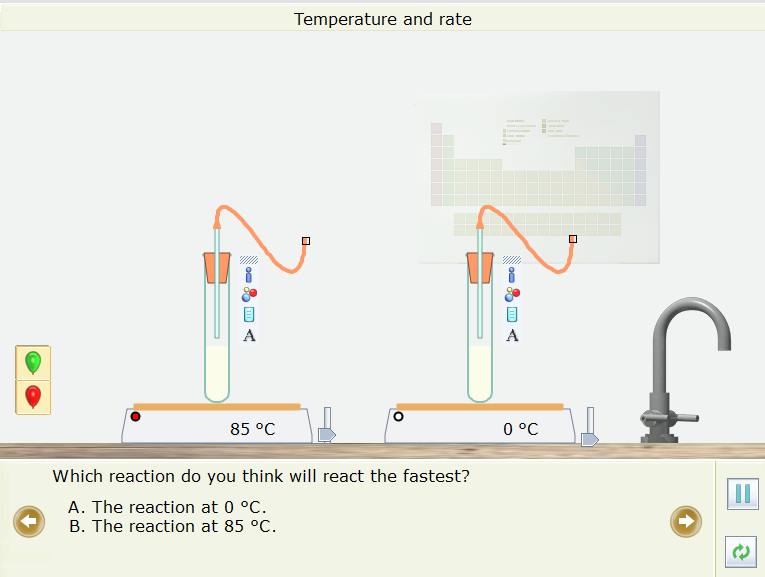 Temperature and rate
A
A
85 °C
0 °C
Which reaction do you think will react the fastest?
A. The reaction at 0 °C.
B. The reaction at 85 °C.